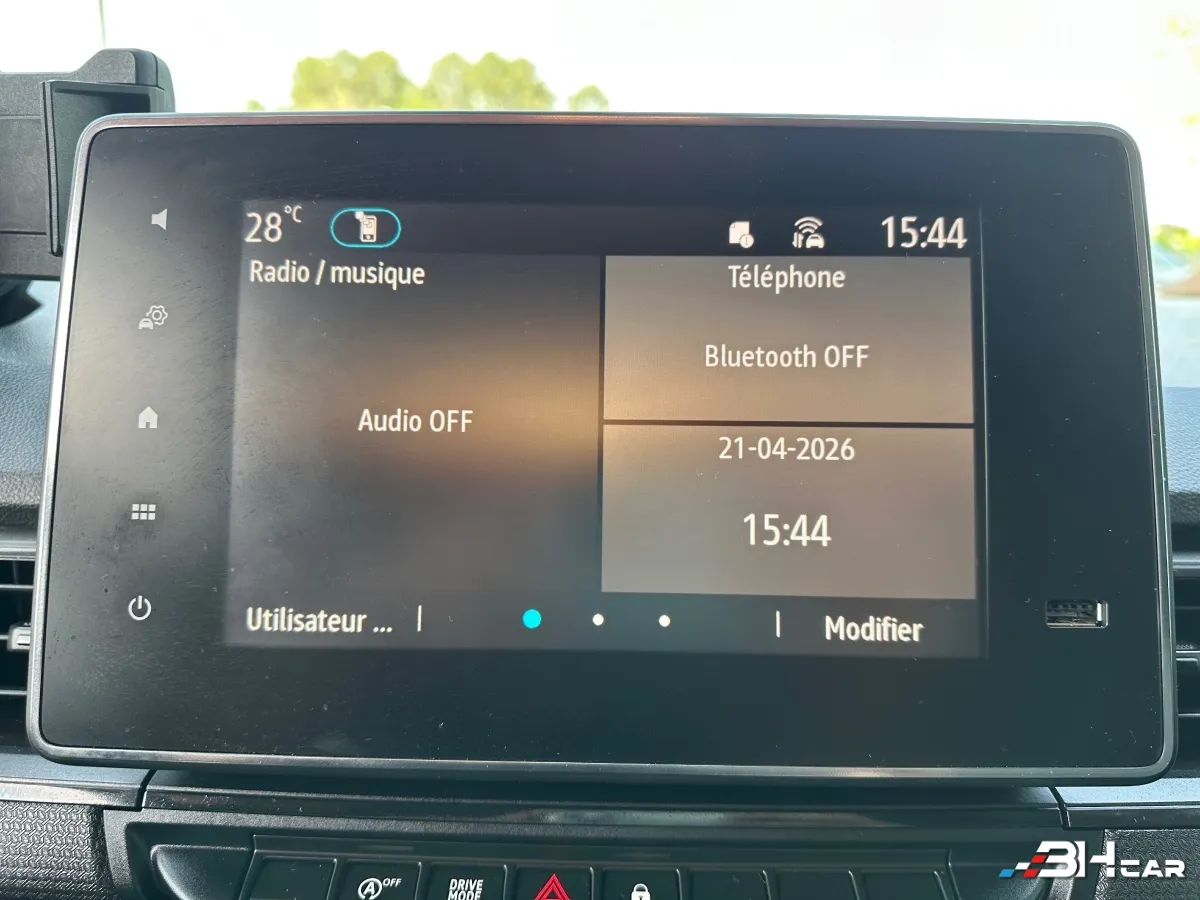 28°C
15:44
Radio / musique
Téléphone
Bluetooth OFF
Audio OFF
21-04-2026
15:44
Utilisateur ...
Modifier
A OFF
DRIVE
MODE
3HCAR